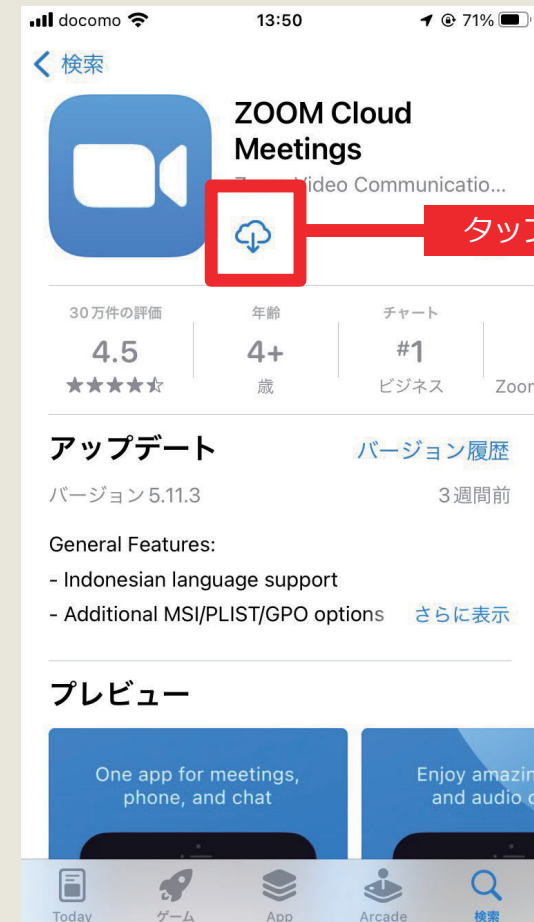 docomo 13:50 71%
検索
ZOOM Cloud
Meetings
Video Communicatio...
30万件の評価 年齢 チャート
4.5 4+ #1
★★★★⯪ 歳 ビジネス Zoom
アップデート バージョン履歴
バージョン 5.11.3 3週間前
General Features:
- Indonesian language support
- Additional MSI/PLIST/GPO options さらに表示
プレビュー
One app for meetings,
phone, and chat
Enjoy
and audio
Today ゲーム App Arcade 検索